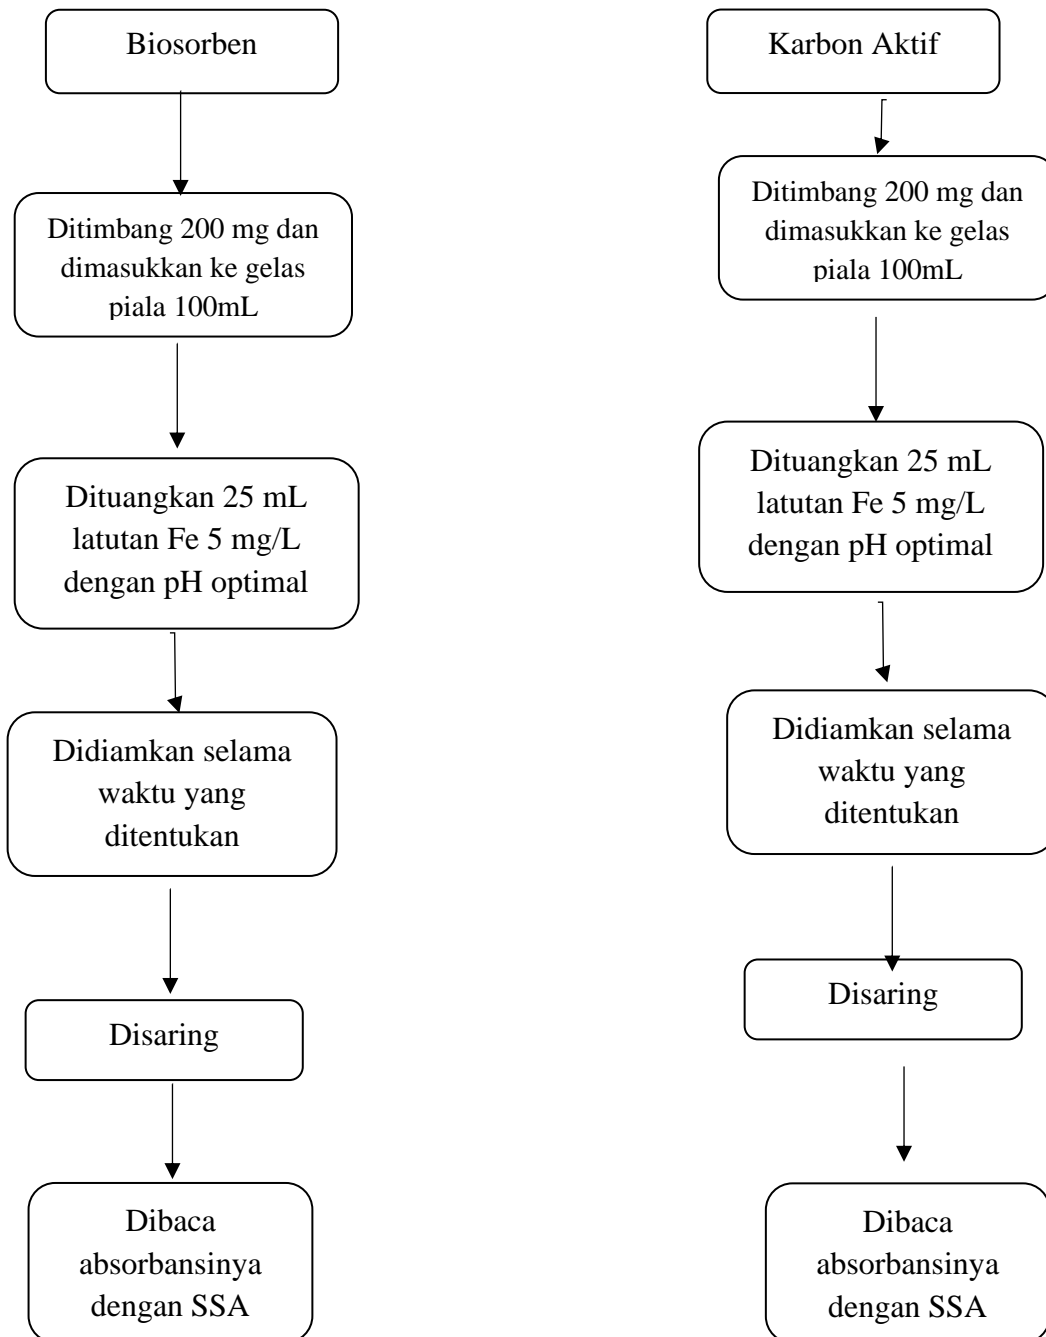 Biosorben
Ditimbang 200 mg dan
dimasukkan ke gelas
piala 100mL
Dituangkan 25 mL
latutan Fe 5 mg/L
dengan pH optimal
Didiamkan selama
waktu yang
ditentukan
Disaring
Dibaca
absorbansinya
dengan SSA
Karbon Aktif
Ditimbang 200 mg dan
dimasukkan ke gelas
piala 100mL
Dituangkan 25 mL
latutan Fe 5 mg/L
dengan pH optimal
Didiamkan selama
waktu yang
ditentukan
Disaring
Dibaca
absorbansinya
dengan SSA